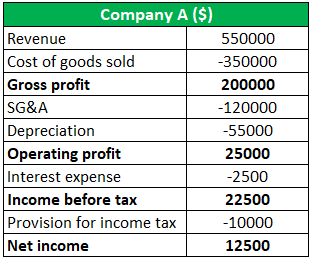 Company A ($)
Revenue 550000
Cost of goods sold -350000
Gross profit 200000
SG&A -120000
Depreciation -55000
Operating profit 25000
Interest expense -2500
Income before tax 22500
Provision for income tax -10000
Net income 12500